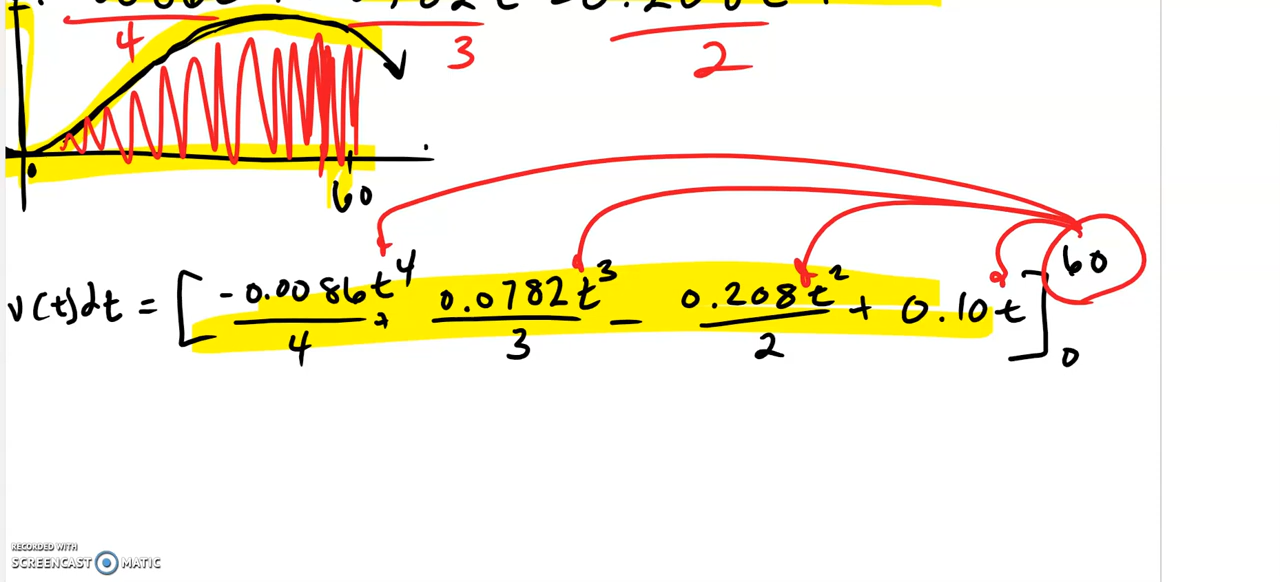 4 3 2
0 60
v(t)dt = [ -0.0086t⁴/4 + 0.0782t³/3 - 0.208t²/2 + 0.10t ]₀⁶⁰
RECORDED WITH
SCREENCAST MATIC